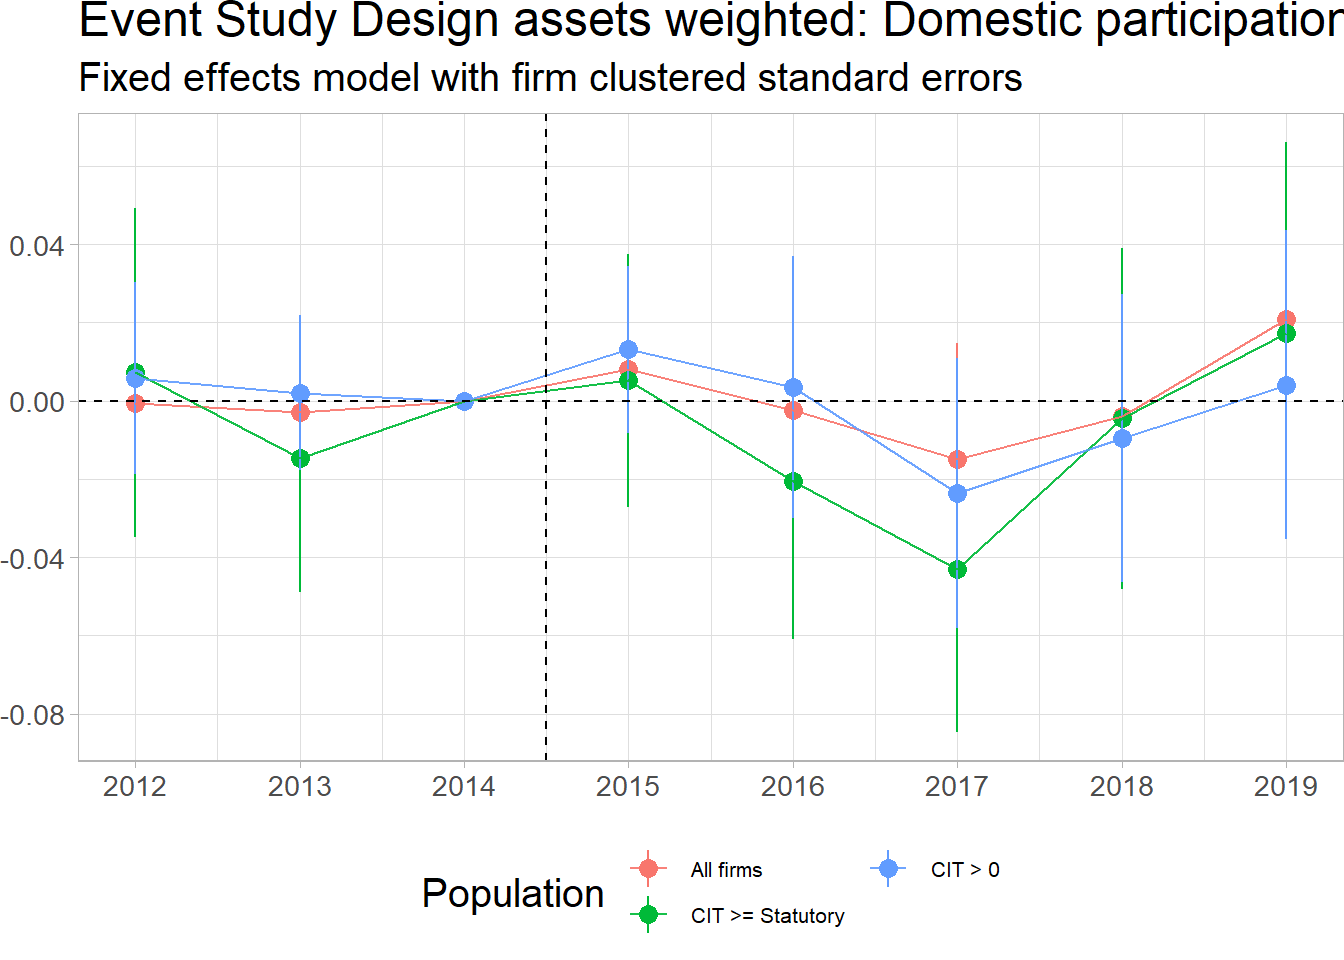 Event Study Design assets weighted: Domestic participation
Fixed effects model with firm clustered standard errors
0.04
0.00
-0.04
-0.08
2012 2013 2014 2015 2016 2017 2018 2019
Population
All firms
CIT > 0
CIT >= Statutory